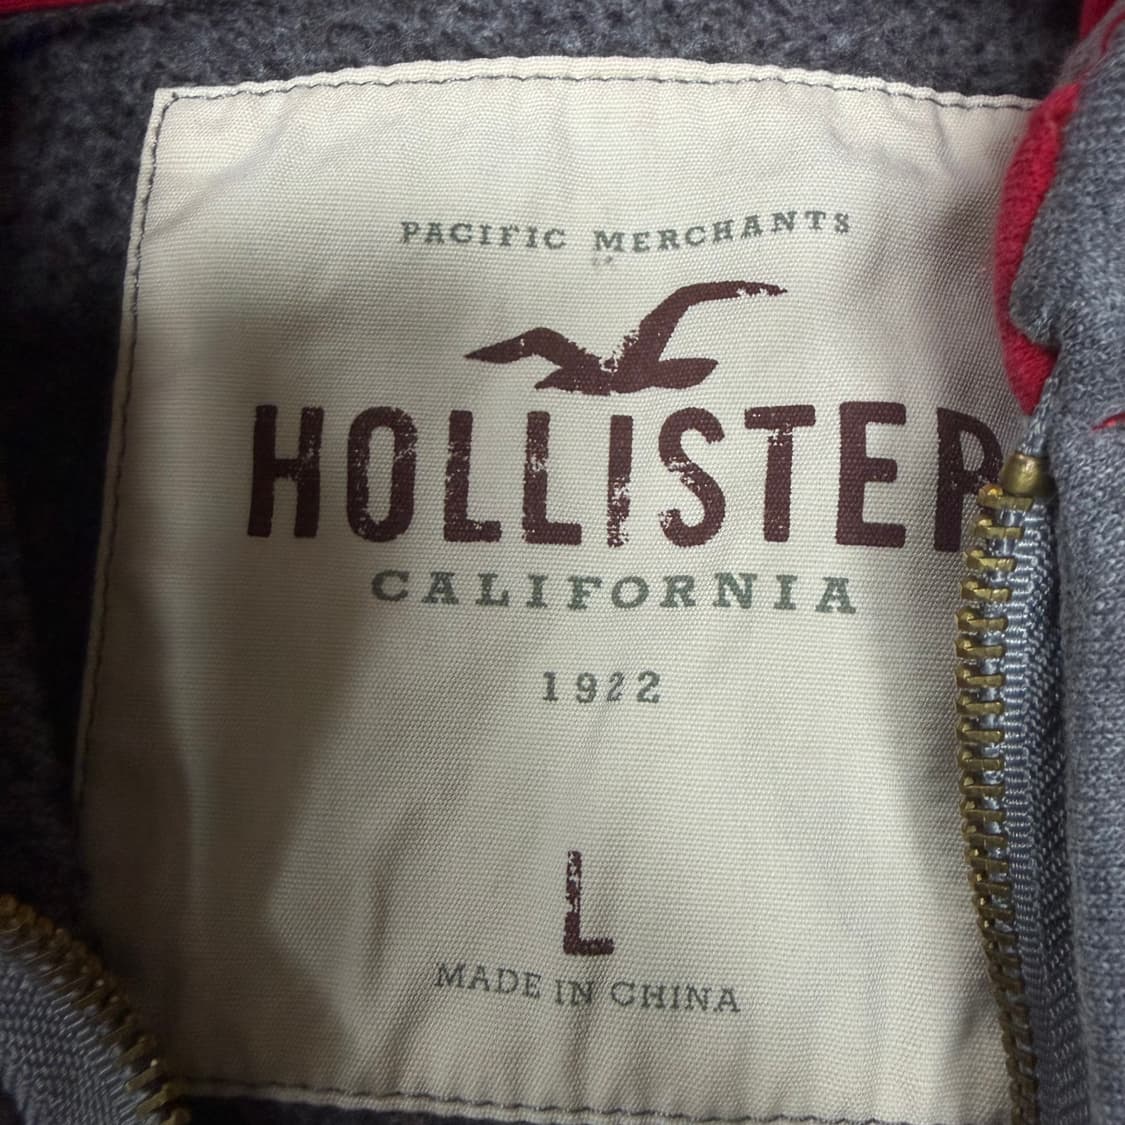 PACIFIC MERCHANTS
HOLLISTER
CALIFORNIA
1922
L
MADE IN CHINA